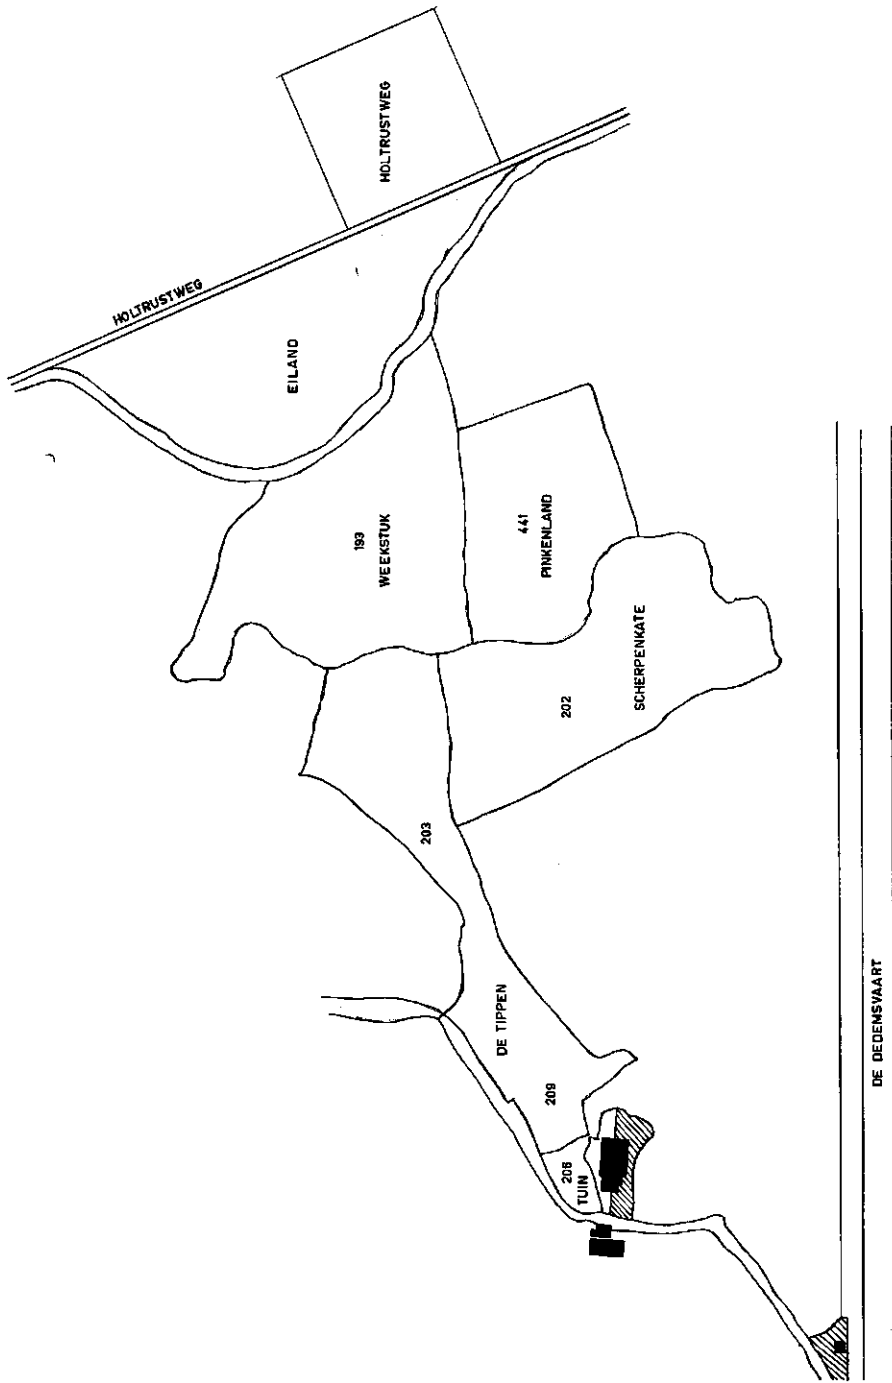 HOLTRUSTWEG
HOLTRUSTWEG
EILAND
193
WEEKSTUK
441
PINKENLAND
SCHERPENKATE
202
203
DE TIPPEN
209
208
TUIN
DE DEDEMSVAART